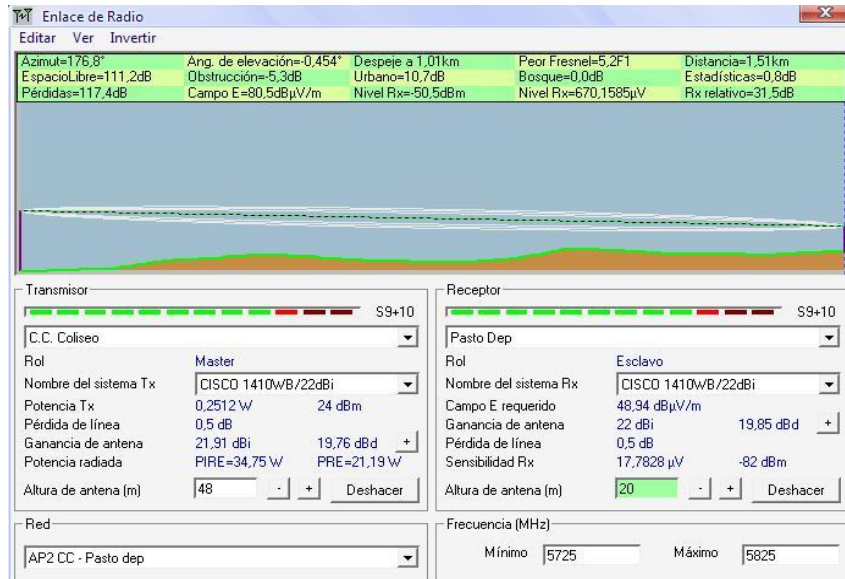 Enlace de Radio
Editar Ver Invertir
Azimut=176,8° Ang. de elevación=-0,454° Despeje a 1,01km Peor Fresnel=5,2F1 Distancia=1,51km
EspacioLibre=111,2dB Obstrucción=-5,3dB Urbano=10,7dB Bosque=0,0dB Estadísticas=0,8dB
Pérdidas=117,4dB Campo E=80,5dBµV/m Nivel Rx=-50,5dBm Nivel Rx=670,1585µV Rx relativo=31,5dB
Transmisor
S9+10
C.C. Coliseo
Rol Master
Nombre del sistema Tx CISCO 1410WB/22dBi
Potencia Tx 0,2512 W 24 dBm
Pérdida de línea 0,5 dB
Ganancia de antena 21,91 dBi 19,76 dBd +
Potencia radiada PIRE=34,75 W PRE=21,19 W
Altura de antena (m) 48 - + Deshacer
Red
AP2 CC - Pasto dep
Receptor
S9+10
Pasto Dep
Rol Esclavo
Nombre del sistema Rx CISCO 1410WB/22dBi
Campo E requerido 48,94 dBµV/m
Ganancia de antena 22 dBi 19,85 dBd +
Pérdida de línea 0,5 dB
Sensibilidad Rx 17,7828 µV -82 dBm
Altura de antena (m) 20 - + Deshacer
Frecuencia (MHz)
Mínimo 5725 Máximo 5825